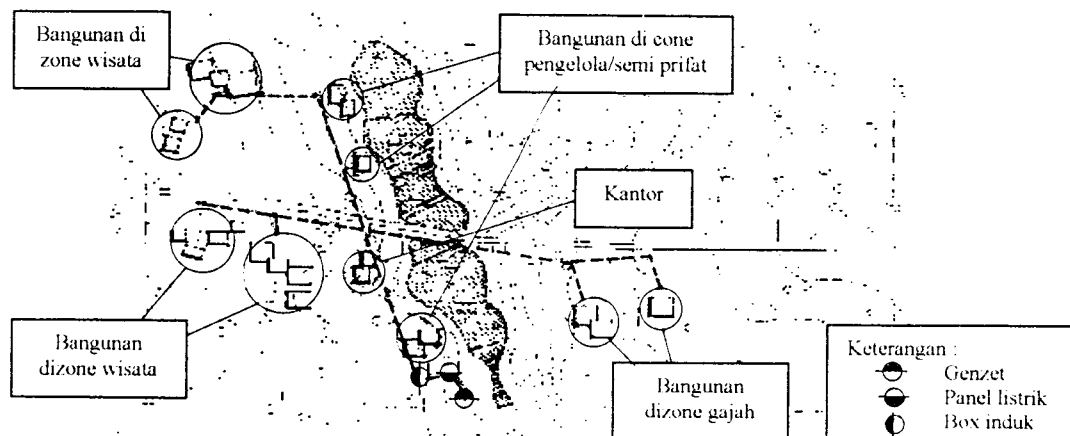 Bangunan di
zone wisata
Bangunan di cone
pengelola/semi prifat
Kantor
Bangunan
dizone wisata
Bangunan
dizone gajah
Keterangan :
Genzet
Panel listrik
Box induk